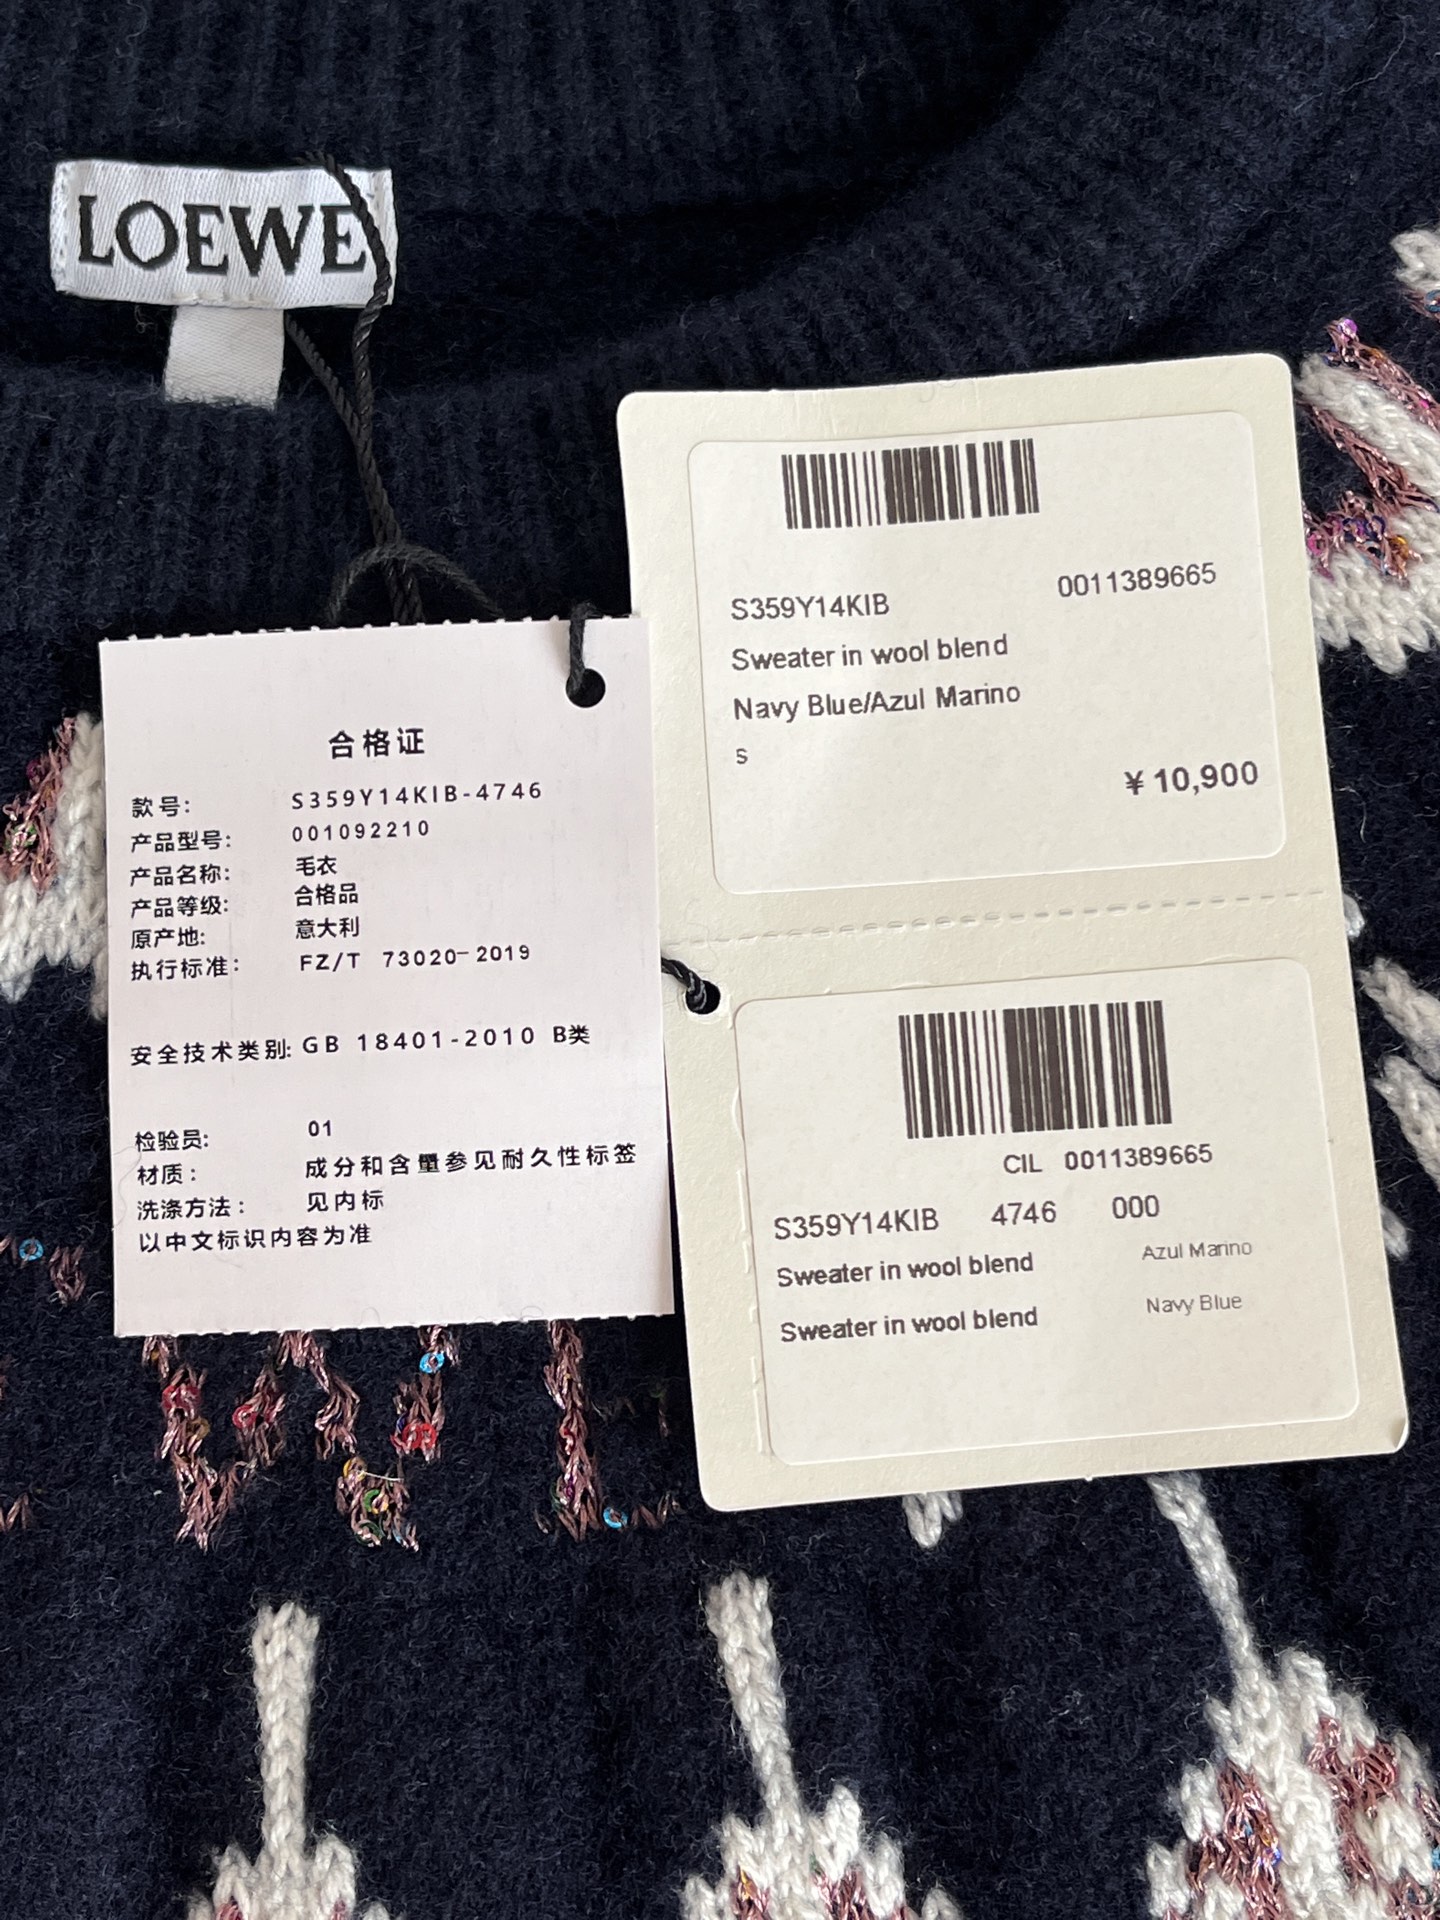 LOEWE
S359Y14KIB 0011389665
Sweater in wool blend
Navy Blue/Azul Marino
S
¥ 10,900
合格证
款号: S359Y14KIB-4746
产品型号: 001092210
产品名称: 毛衣
产品等级: 合格品
原产地: 意大利
执行标准: FZ/T 73020-2019
安全技术类别: GB 18401-2010 B类
检验员: 01
材质: 成分和含量参见耐久性标签
洗涤方法: 见内标
以中文标识内容为准
CIL 0011389665
S359Y14KIB 4746 000
Sweater in wool blend Azul Marino
Sweater in wool blend Navy Blue